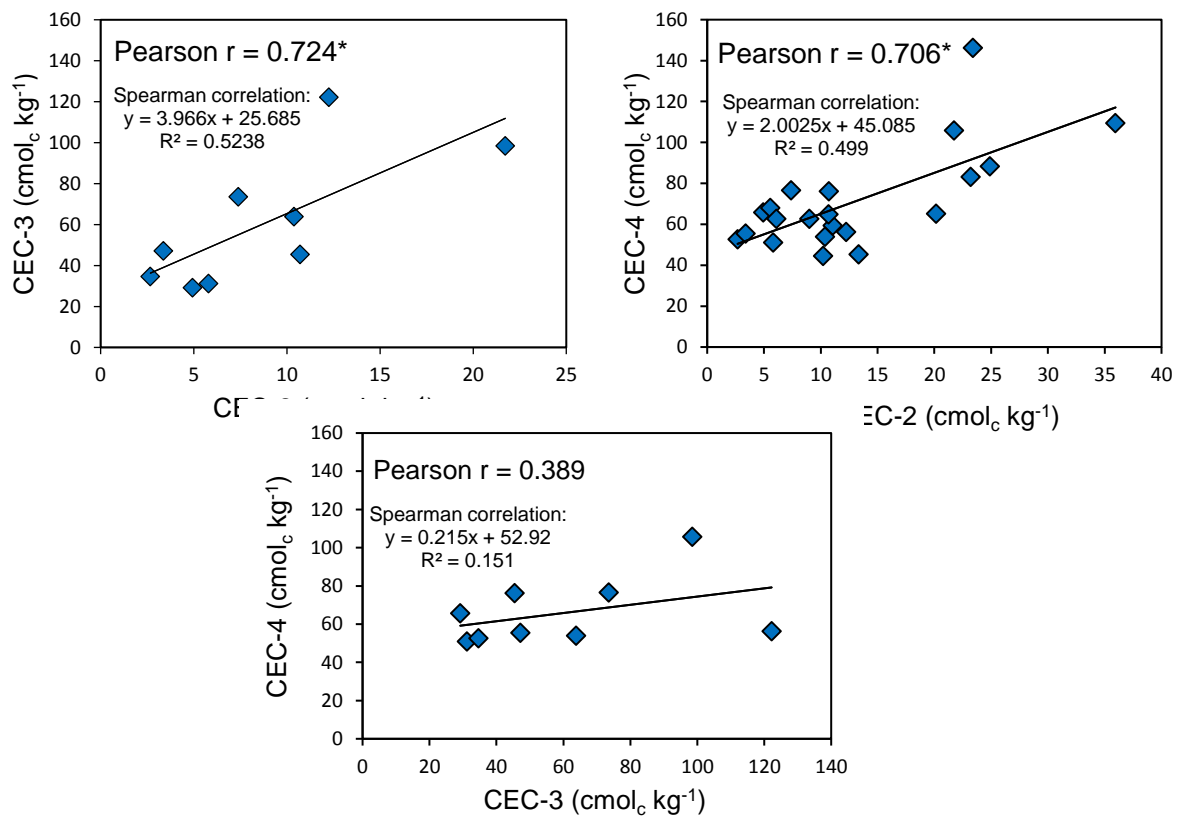 160
140
120
100
80
60
40
20
0
CEC-3 (cmolc kg-1)
Pearson r = 0.724*
Spearman correlation:
y = 3.966x + 25.685
R² = 0.5238
0 5 10 15 20 25
160
140
120
100
80
60
40
20
0
CEC-4 (cmolc kg-1)
Pearson r = 0.706*
Spearman correlation:
y = 2.0025x + 45.085
R² = 0.499
0 5 10 15 20 25 30 35 40
EC-2 (cmolc kg-1)
160
140
120
100
80
60
40
20
0
CEC-4 (cmolc kg-1)
Pearson r = 0.389
Spearman correlation:
y = 0.215x + 52.92
R² = 0.151
0 20 40 60 80 100 120 140
CEC-3 (cmolc kg-1)